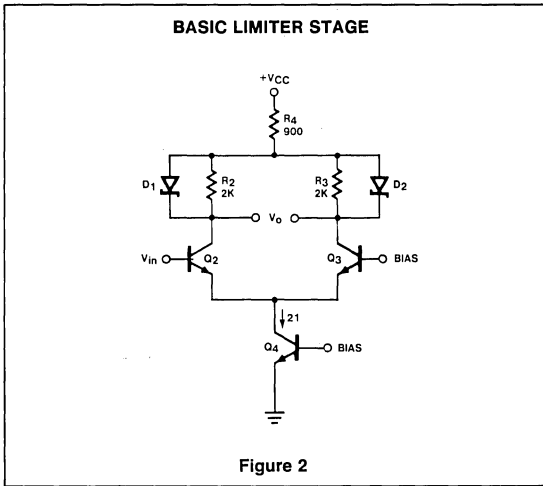 BASIC LIMITER STAGE
+VCC
R4
900
D1
R2
2K
R3
2K
D2
Vo
Vin
Q2
Q3
BIAS
21
Q4
BIAS
Figure 2